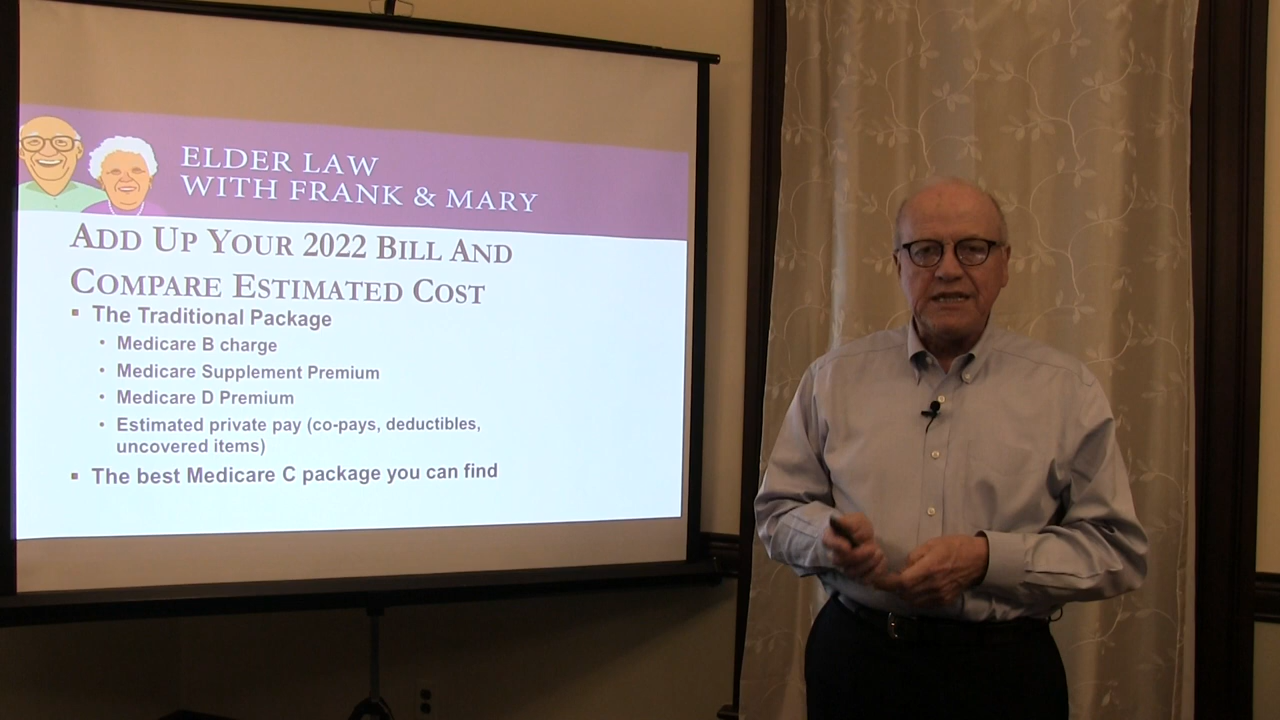 ELDER LAW
WITH FRANK & MARY
ADD UP YOUR 2022 BILL AND
COMPARE ESTIMATED COST
▪ The Traditional Package
• Medicare B charge
• Medicare Supplement Premium
• Medicare D Premium
• Estimated private pay (co-pays, deductibles,
uncovered items)
▪ The best Medicare C package you can find